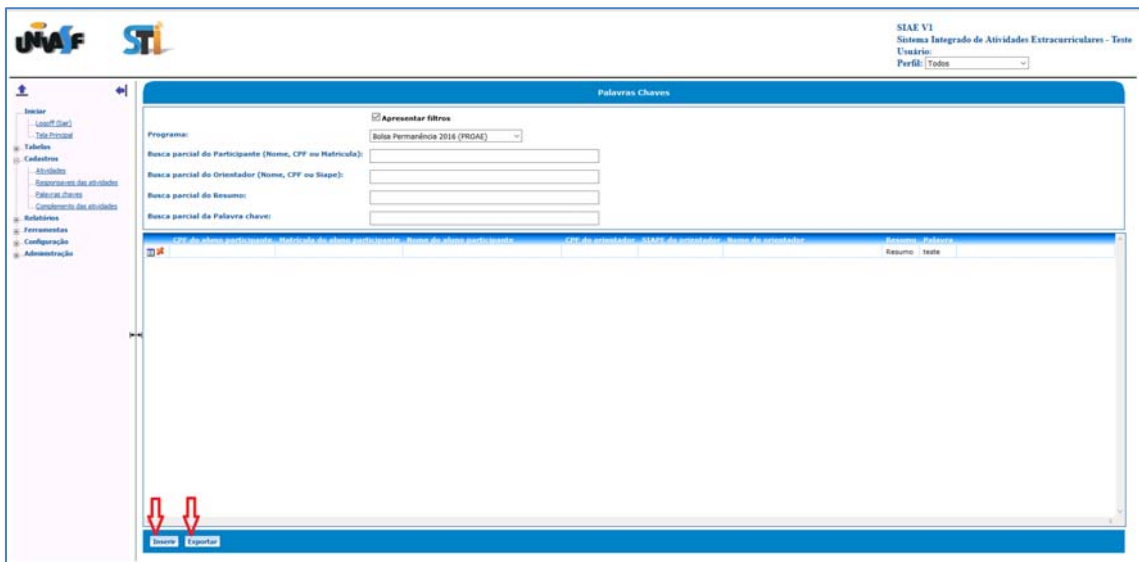 UNIVASF STI
SIAE V1
Sistema Integrado de Atividades Extracurriculares - Teste
Usuário:
Perfil: Todos
Palavras Chaves
Iniciar
Logoff (Sair)
Tela Principal
Tabelas
Cadastros
Atividades
Responsaveis das atividades
Palavras chaves
Complemento das atividades
Relatórios
Ferramentas
Configuração
Administração
Apresentar filtros
Programa: Bolsa Permanência 2016 (PROAE)
Busca parcial do Participante (Nome, CPF ou Matricula):
Busca parcial do Orientador (Nome, CPF ou Siape):
Busca parcial do Resumo:
Busca parcial da Palavra chave:
CPF do aluno participante Matrícula do aluno participante Nome do aluno participante CPF do orientador SIAPE do orientador Nome do orientador Resumo Palavra
Resumo teste
Inserir Exportar